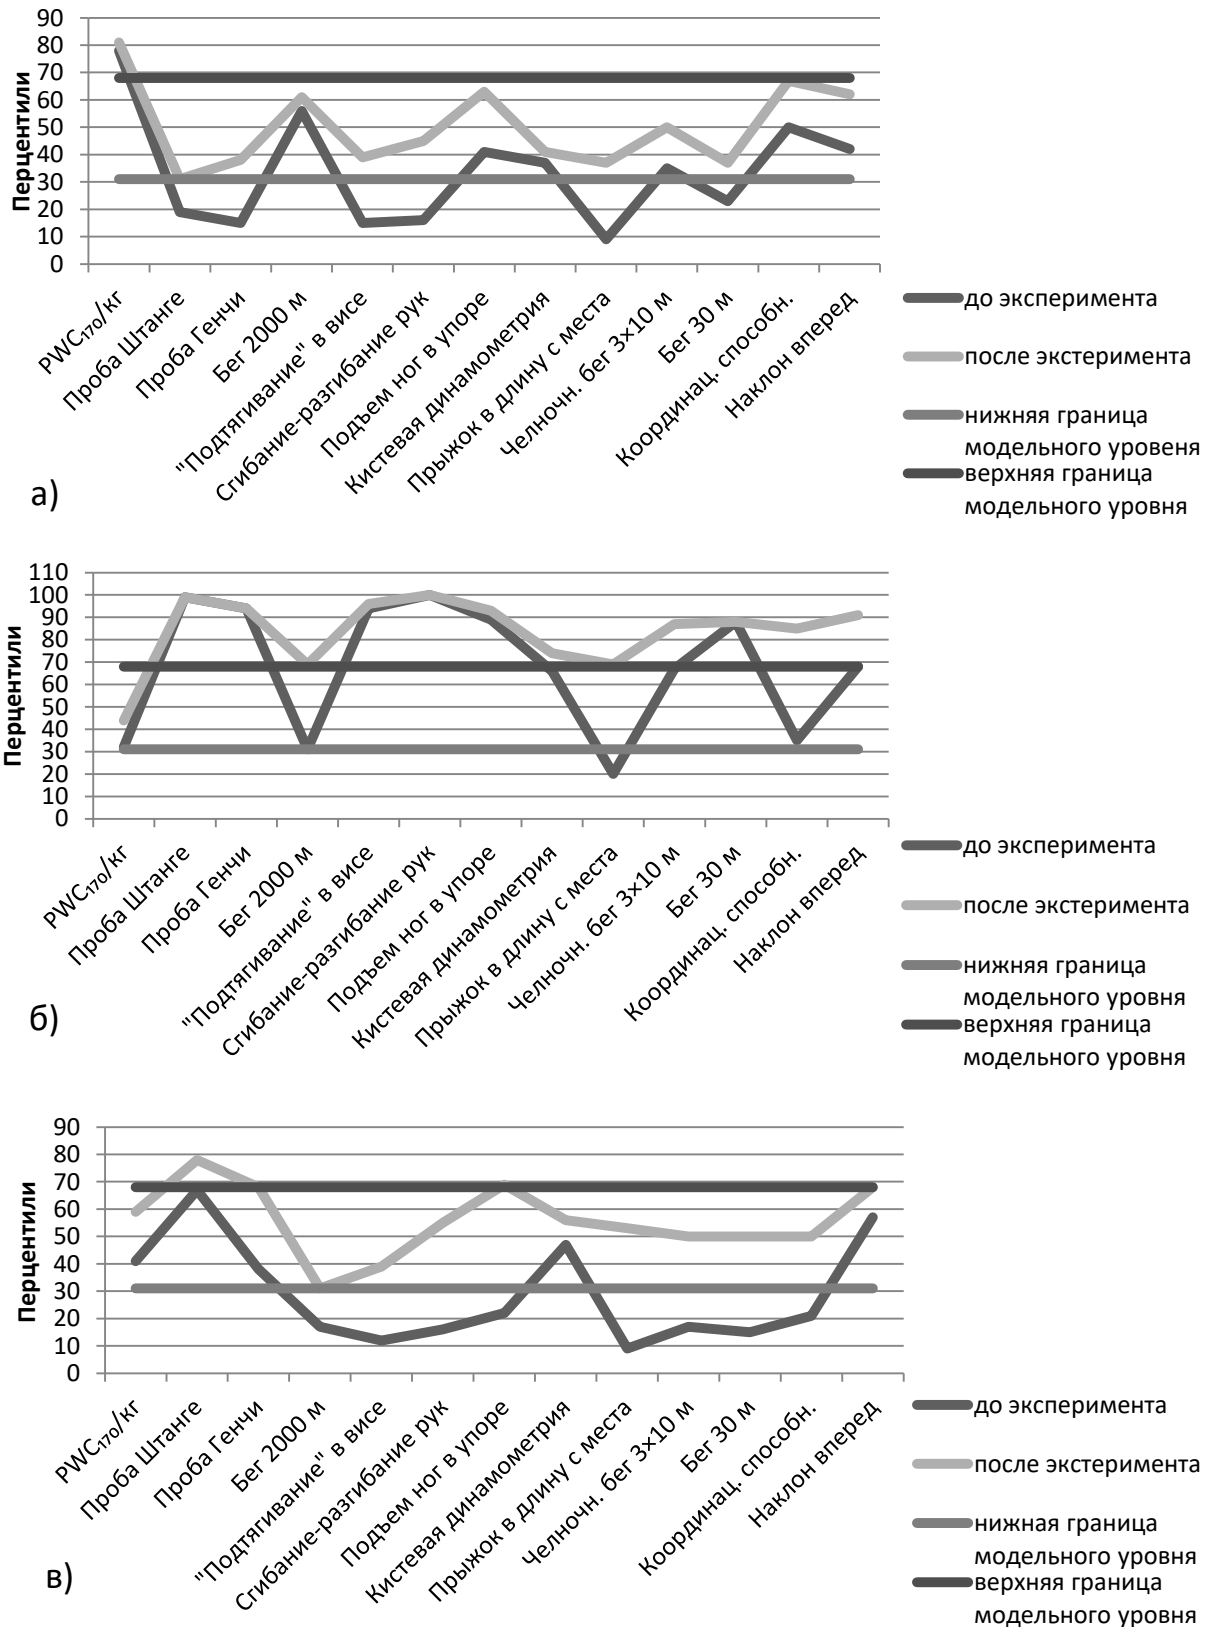 90
80
70
60
50
40
30
20
10
0
Перцентили
PWC₁₇₀/кг
Проба Штанге
Проба Генчи
Бег 2000 м
"Подтягивание" в висе
Сгибание-разгибание рук
Подъем ног в упоре
Кистевая динамометрия
Прыжок в длину с места
Челночн. бег 3×10 м
Бег 30 м
Координац. способн.
Наклон вперед
до эксперимента
после экстеримента
нижняя граница
модельного уровеня
верхняя граница
модельного уровня
а)
110
100
90
80
70
60
50
40
30
20
10
0
Перцентили
PWC₁₇₀/кг
Проба Штанге
Проба Генчи
Бег 2000 м
"Подтягивание" в висе
Сгибание-разгибание рук
Подъем ног в упоре
Кистевая динамометрия
Прыжок в длину с места
Челночн. бег 3×10 м
Бег 30 м
Координац. способн.
Наклон вперед
до эксперимента
после экстеримента
нижняя граница
модельного уровня
верхняя граница
модельного уровня
б)
90
80
70
60
50
40
30
20
10
0
Перцентили
PWC₁₇₀/кг
Проба Штанге
Проба Генчи
Бег 2000 м
"Подтягивание" в висе
Сгибание-разгибание рук
Подъем ног в упоре
Кистевая динамометрия
Прыжок в длину с места
Челночн. бег 3×10 м
Бег 30 м
Координац. способн.
Наклон вперед
до эксперимента
после экстеримента
нижная граница
модельного уровня
верхняя граница
модельного уровня
в)